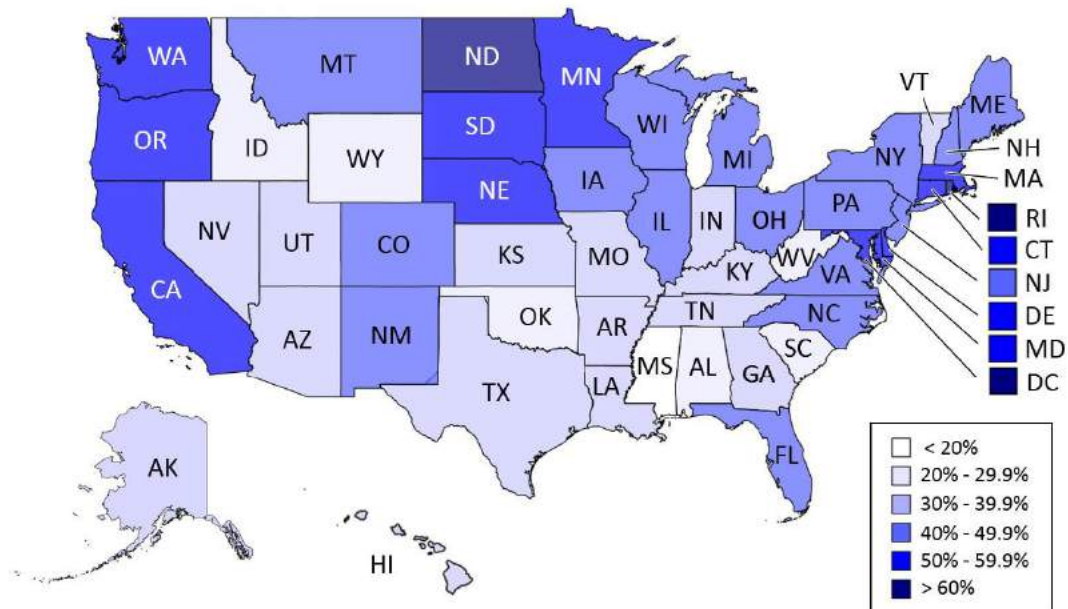 WA
MT
ND
MN
VT
ME
OR
ID
SD
WI
NY
NH
WY
MI
MA
NE
IA
PA
RI
NV
UT
CO
IL
IN
OH
CT
CA
KS
MO
WV
VA
NJ
KY
DE
AZ
NM
OK
AR
TN
NC
MD
SC
DC
TX
LA
MS
AL
GA
AK
FL
HI
< 20%
20% - 29.9%
30% - 39.9%
40% - 49.9%
50% - 59.9%
> 60%